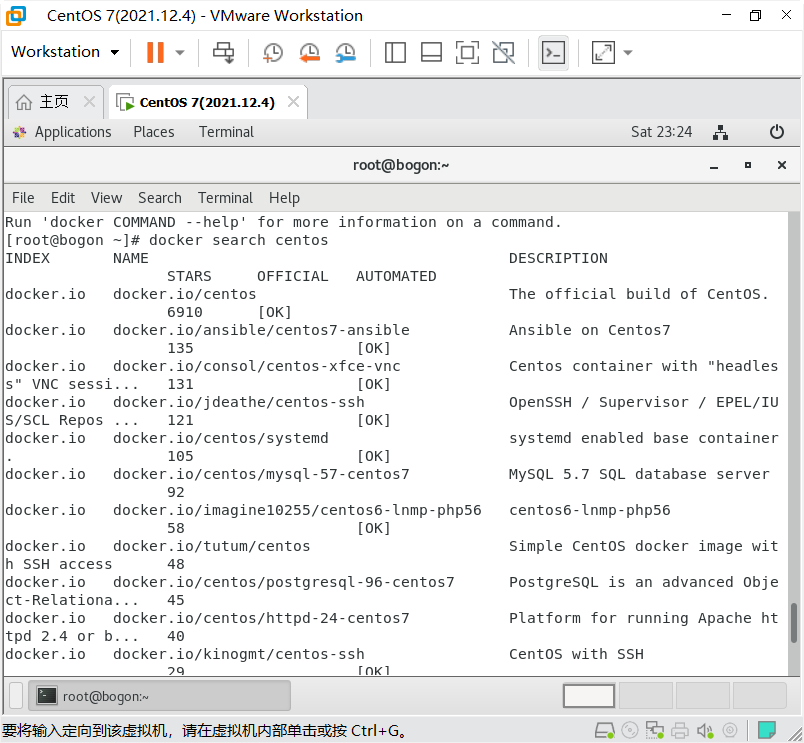 CentOS 7(2021.12.4) - VMware Workstation
Workstation
主页 CentOS 7(2021.12.4)
Applications Places Terminal Sat 23:24
root@bogon:~
File Edit View Search Terminal Help
Run 'docker COMMAND --help' for more information on a command.
[root@bogon ~]# docker search centos
INDEX NAME DESCRIPTION
STARS OFFICIAL AUTOMATED
docker.io docker.io/centos The official build of CentOS.
6910 [OK]
docker.io docker.io/ansible/centos7-ansible Ansible on Centos7
135 [OK]
docker.io docker.io/consol/centos-xfce-vnc Centos container with "headles
s" VNC sessi... 131 [OK]
docker.io docker.io/jdeathe/centos-ssh OpenSSH / Supervisor / EPEL/IU
S/SCL Repos ... 121 [OK]
docker.io docker.io/centos/systemd systemd enabled base container
. 105 [OK]
docker.io docker.io/centos/mysql-57-centos7 MySQL 5.7 SQL database server
92
docker.io docker.io/imagine10255/centos6-lnmp-php56 centos6-lnmp-php56
58 [OK]
docker.io docker.io/tutum/centos Simple CentOS docker image wit
h SSH access 48
docker.io docker.io/centos/postgresql-96-centos7 PostgreSQL is an advanced Obje
ct-Relationa... 45
docker.io docker.io/centos/httpd-24-centos7 Platform for running Apache ht
tpd 2.4 or b... 40
docker.io docker.io/kinogmt/centos-ssh CentOS with SSH
29 [OK]
root@bogon:~
要将输入定向到该虚拟机，请在虚拟机内部单击或按 Ctrl+G。